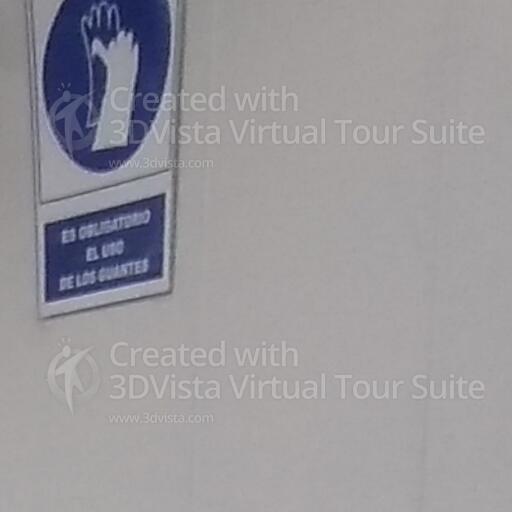 Created with
3DVista Virtual Tour Suite
www.3dvista.com
ES OBLIGATORIO
EL USO
DE LOS GUANTES
Created with
3DVista Virtual Tour Suite
www.3dvista.com